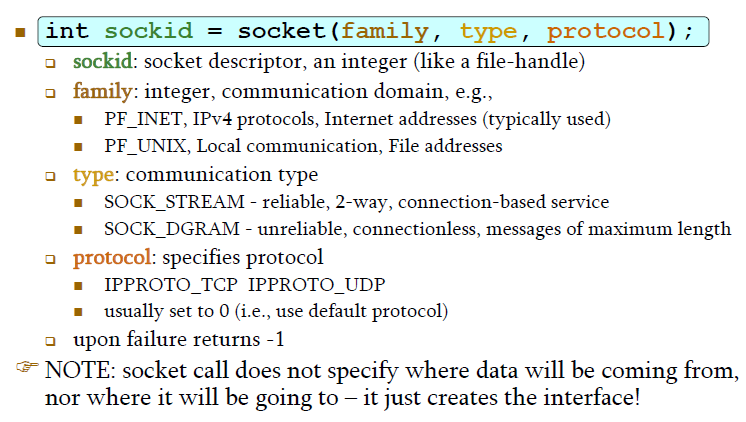 int sockid = socket(family, type, protocol);
sockid: socket descriptor, an integer (like a file-handle)
family: integer, communication domain, e.g.,
PF_INET, IPv4 protocols, Internet addresses (typically used)
PF_UNIX, Local communication, File addresses
type: communication type
SOCK_STREAM - reliable, 2-way, connection-based service
SOCK_DGRAM - unreliable, connectionless, messages of maximum length
protocol: specifies protocol
IPPROTO_TCP IPPROTO_UDP
usually set to 0 (i.e., use default protocol)
upon failure returns -1
NOTE: socket call does not specify where data will be coming from,
nor where it will be going to – it just creates the interface!